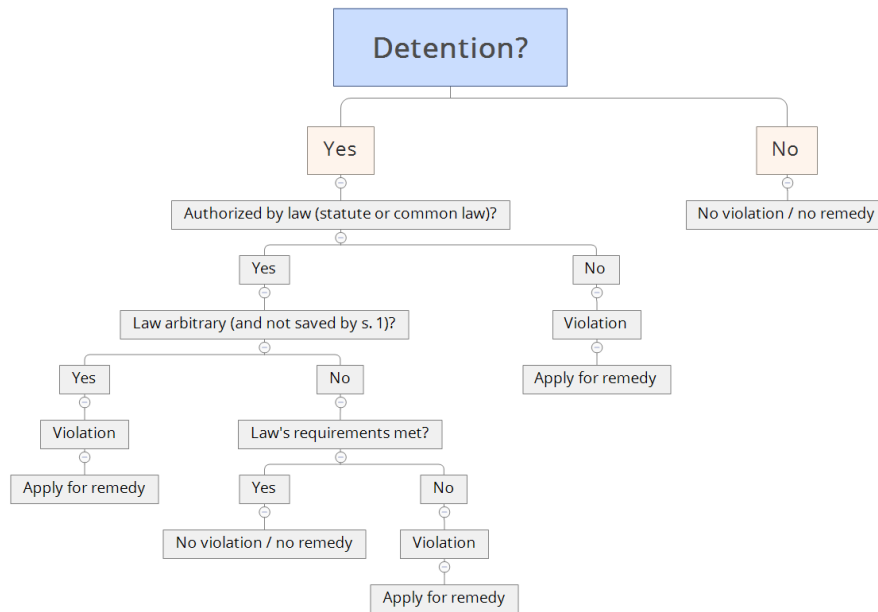 Detention?
Yes
No
Authorized by law (statute or common law)?
No violation / no remedy
Yes
No
Law arbitrary (and not saved by s. 1)?
Violation
Yes
No
Apply for remedy
Violation
Law's requirements met?
Apply for remedy
Yes
No
No violation / no remedy
Violation
Apply for remedy